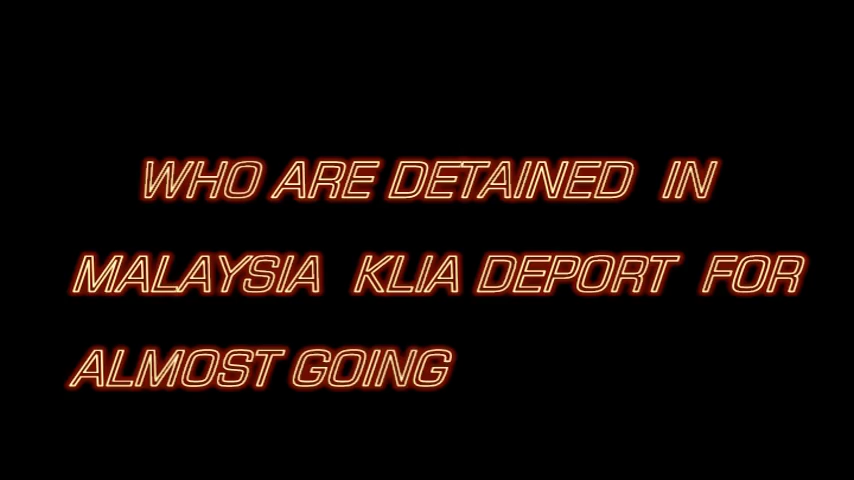 WHO ARE DETAINED IN
MALAYSIA KLIA DEPORT FOR
ALMOST GOING